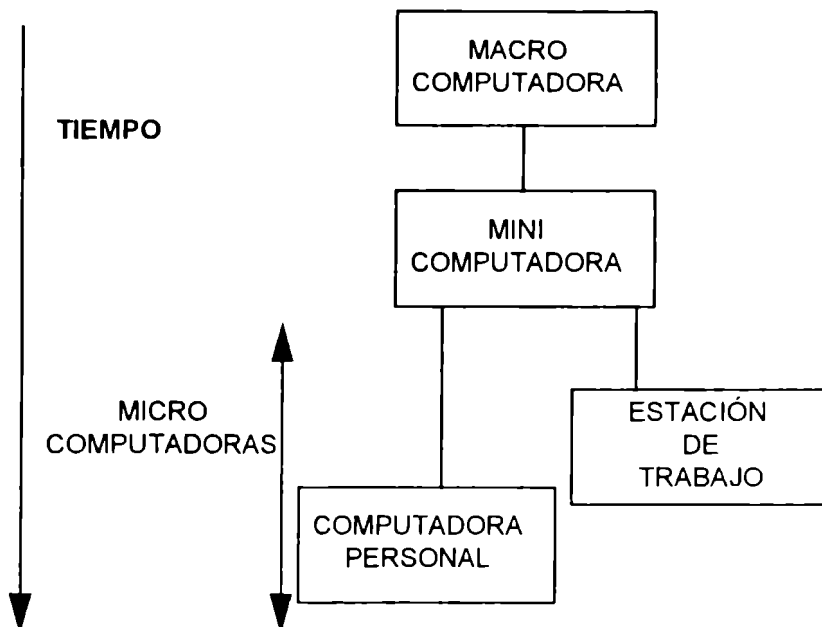 MACRO
COMPUTADORA
TIEMPO
MINI
COMPUTADORA
MICRO
COMPUTADORAS
ESTACIÓN
DE
TRABAJO
COMPUTADORA
PERSONAL